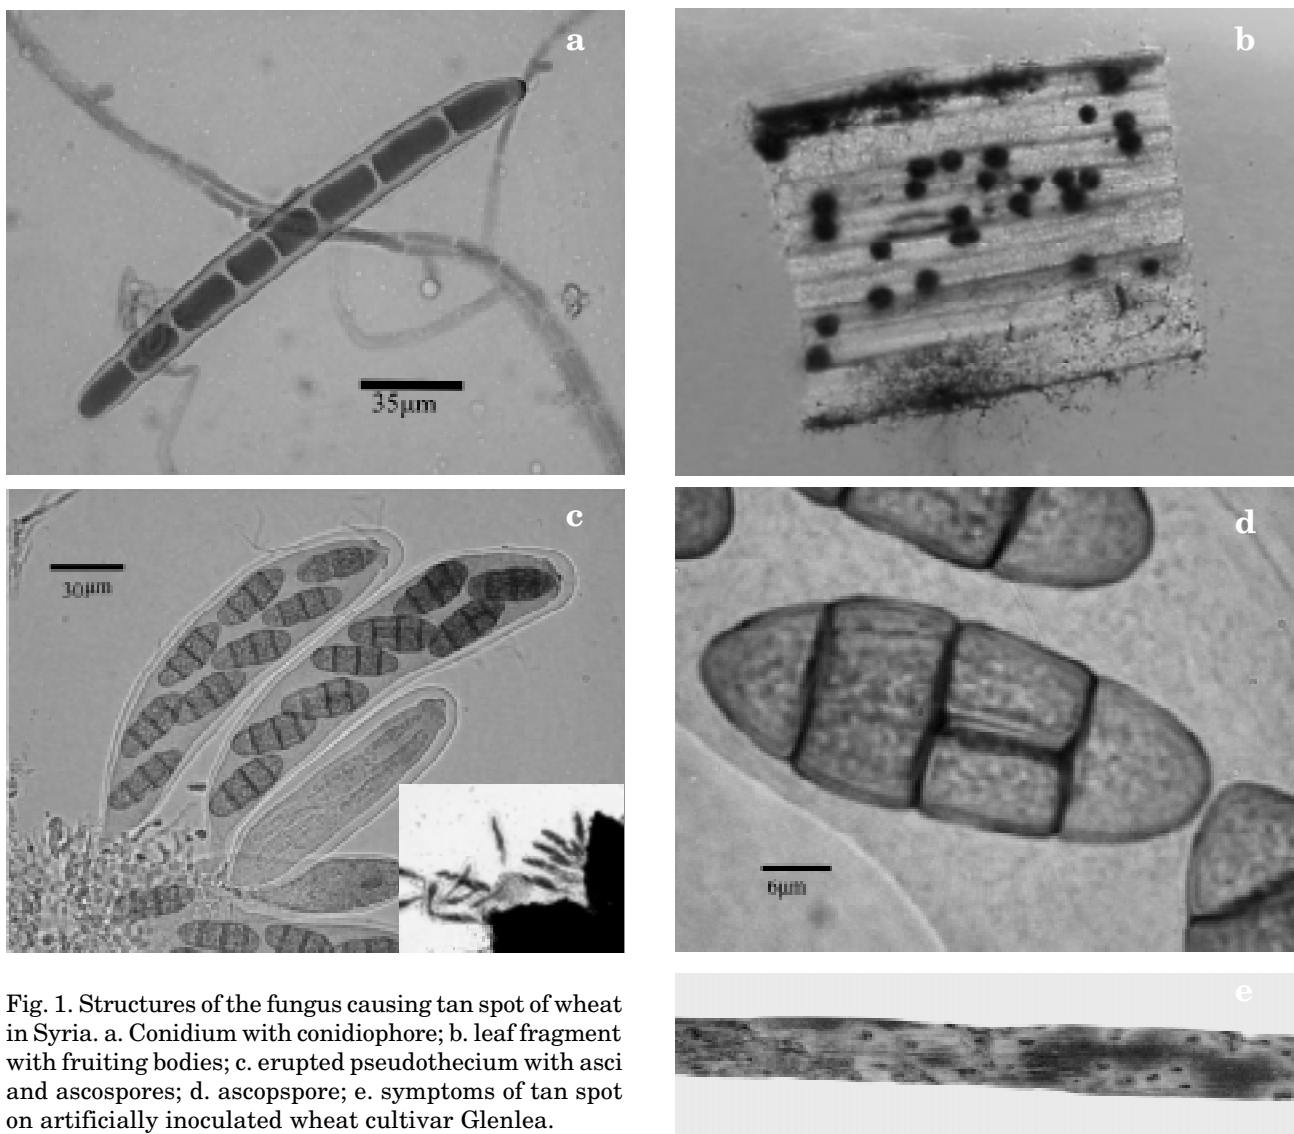 a
b
35μm
c
30μm
d
6μm
e
Fig. 1. Structures of the fungus causing tan spot of wheat
in Syria. a. Conidium with conidiophore; b. leaf fragment
with fruiting bodies; c. erupted pseudothecium with asci
and ascospores; d. ascopspore; e. symptoms of tan spot
on artificially inoculated wheat cultivar Glenlea.